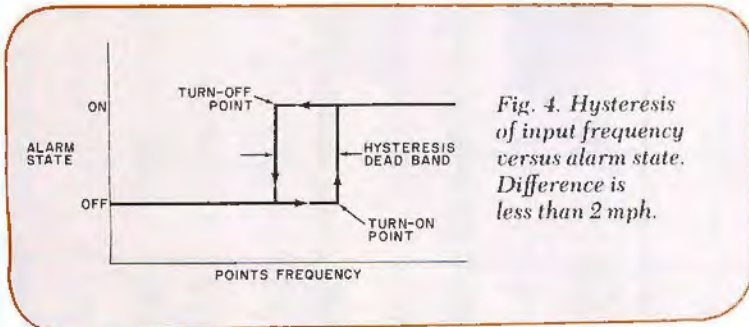 TURN-OFF
POINT
ON
ALARM
STATE
HYSTERESIS
DEAD BAND
OFF
TURN-ON
POINT
POINTS FREQUENCY
Fig. 4. Hysteresis
of input frequency
versus alarm state.
Difference is
less than 2 mph.